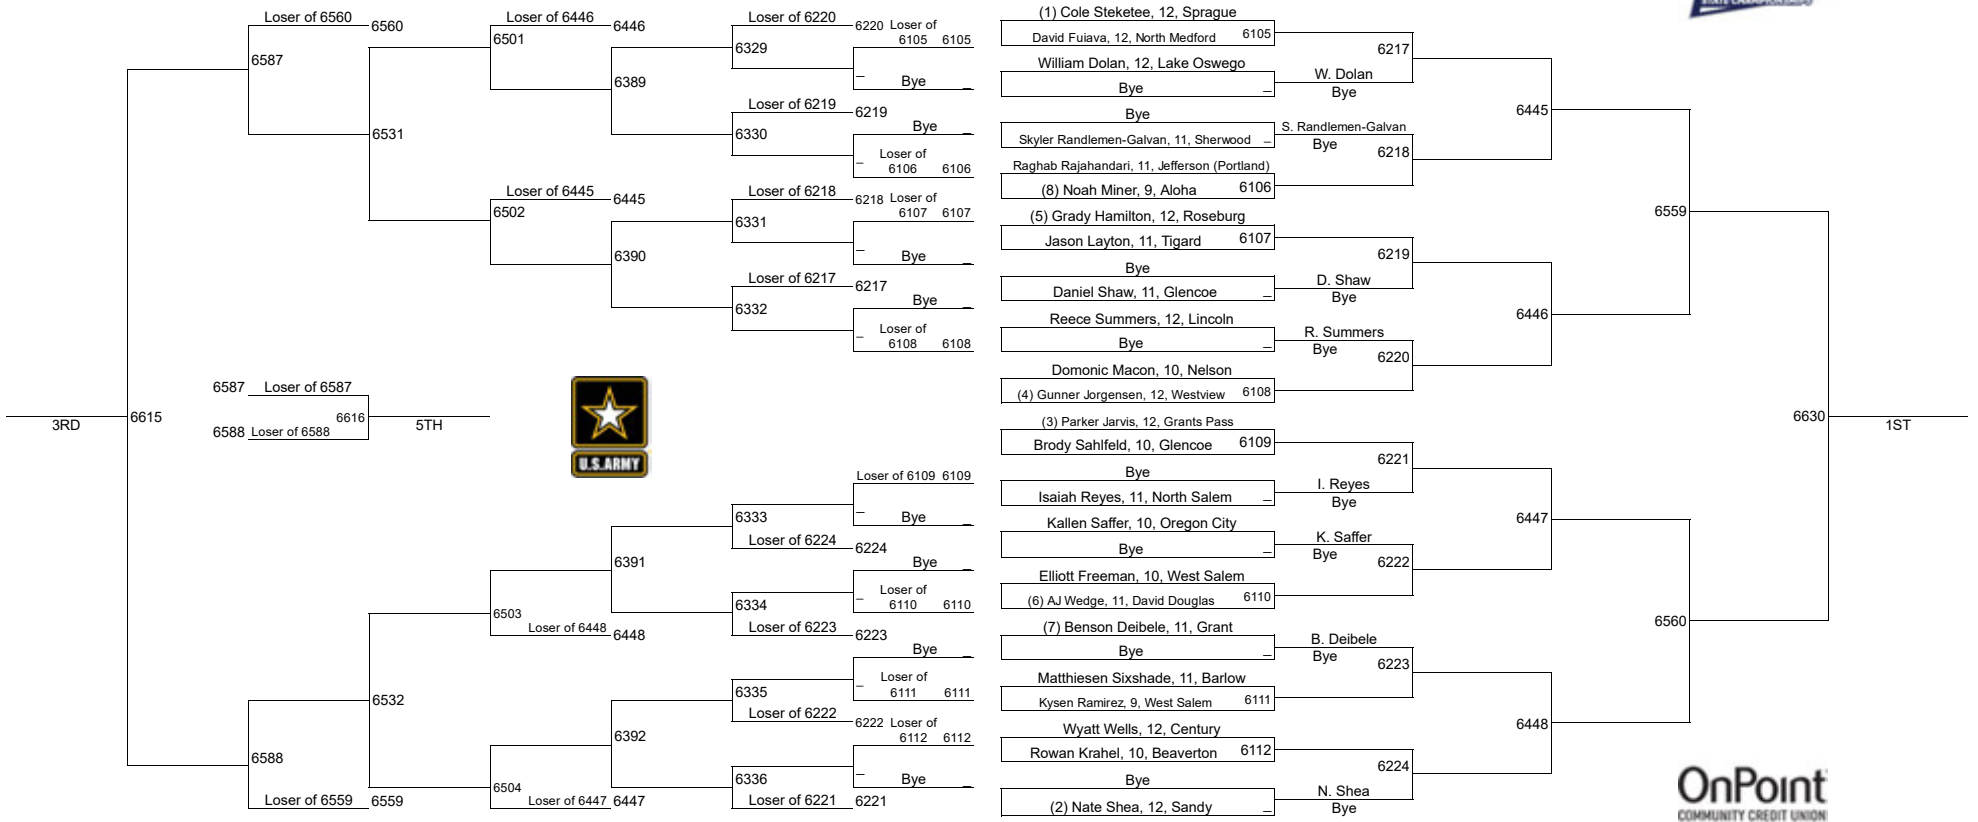 STATE CHAMPIONSHIPS
(1) Cole Steketee, 12, Sprague
David Fuiava, 12, North Medford 6105
William Dolan, 12, Lake Oswego
Bye _
Bye
Skyler Randlemen-Galvan, 11, Sherwood _
Raghab Rajahandari, 11, Jefferson (Portland)
(8) Noah Miner, 9, Aloha 6106
(5) Grady Hamilton, 12, Roseburg
Jason Layton, 11, Tigard 6107
Bye
Daniel Shaw, 11, Glencoe _
Reece Summers, 12, Lincoln
Bye _
Domonic Macon, 10, Nelson
(4) Gunner Jorgensen, 12, Westview 6108
(3) Parker Jarvis, 12, Grants Pass
Brody Sahlfeld, 10, Glencoe 6109
Bye
Isaiah Reyes, 11, North Salem _
Kallen Saffer, 10, Oregon City
Bye _
Elliott Freeman, 10, West Salem
(6) AJ Wedge, 11, David Douglas 6110
(7) Benson Deibele, 11, Grant
Bye _
Matthiesen Sixshade, 11, Barlow
Kysen Ramirez, 9, West Salem 6111
Wyatt Wells, 12, Century
Rowan Krahel, 10, Beaverton 6112
Bye
(2) Nate Shea, 12, Sandy _
6217
W. Dolan
Bye
S. Randlemen-Galvan
Bye
6218
6219
D. Shaw
Bye
R. Summers
Bye
6220
6221
I. Reyes
Bye
K. Saffer
Bye
6222
B. Deibele
Bye
6223
6224
N. Shea
Bye
6445
6446
6447
6448
6559
6560
6630
1ST
Loser of
6105 6105
_
Bye _
Bye _
_
Loser of
6106 6106
Loser of
6107 6107
_
Bye _
Bye _
_
Loser of
6108 6108
Loser of 6109 6109
_
Bye _
Bye _
_
Loser of
6110 6110
Bye _
_
Loser of
6111 6111
Loser of
6112 6112
_
Bye _
Loser of 6220 6220
6329
Loser of 6219 6219
6330
Loser of 6218 6218
6331
Loser of 6217 6217
6332
6333
Loser of 6224 6224
6334
Loser of 6223 6223
6335
Loser of 6222 6222
6336
Loser of 6221 6221
Loser of 6446 6446
6501
6389
Loser of 6445 6445
6502
6390
6391
6503
Loser of 6448 6448
6392
6504
Loser of 6447 6447
Loser of 6560 6560
6587
6531
6532
6588
Loser of 6559 6559
6587 Loser of 6587
6616
6588 Loser of 6588
5TH
6615
3RD
U.S.ARMY
OnPoint
COMMUNITY CREDIT UNION